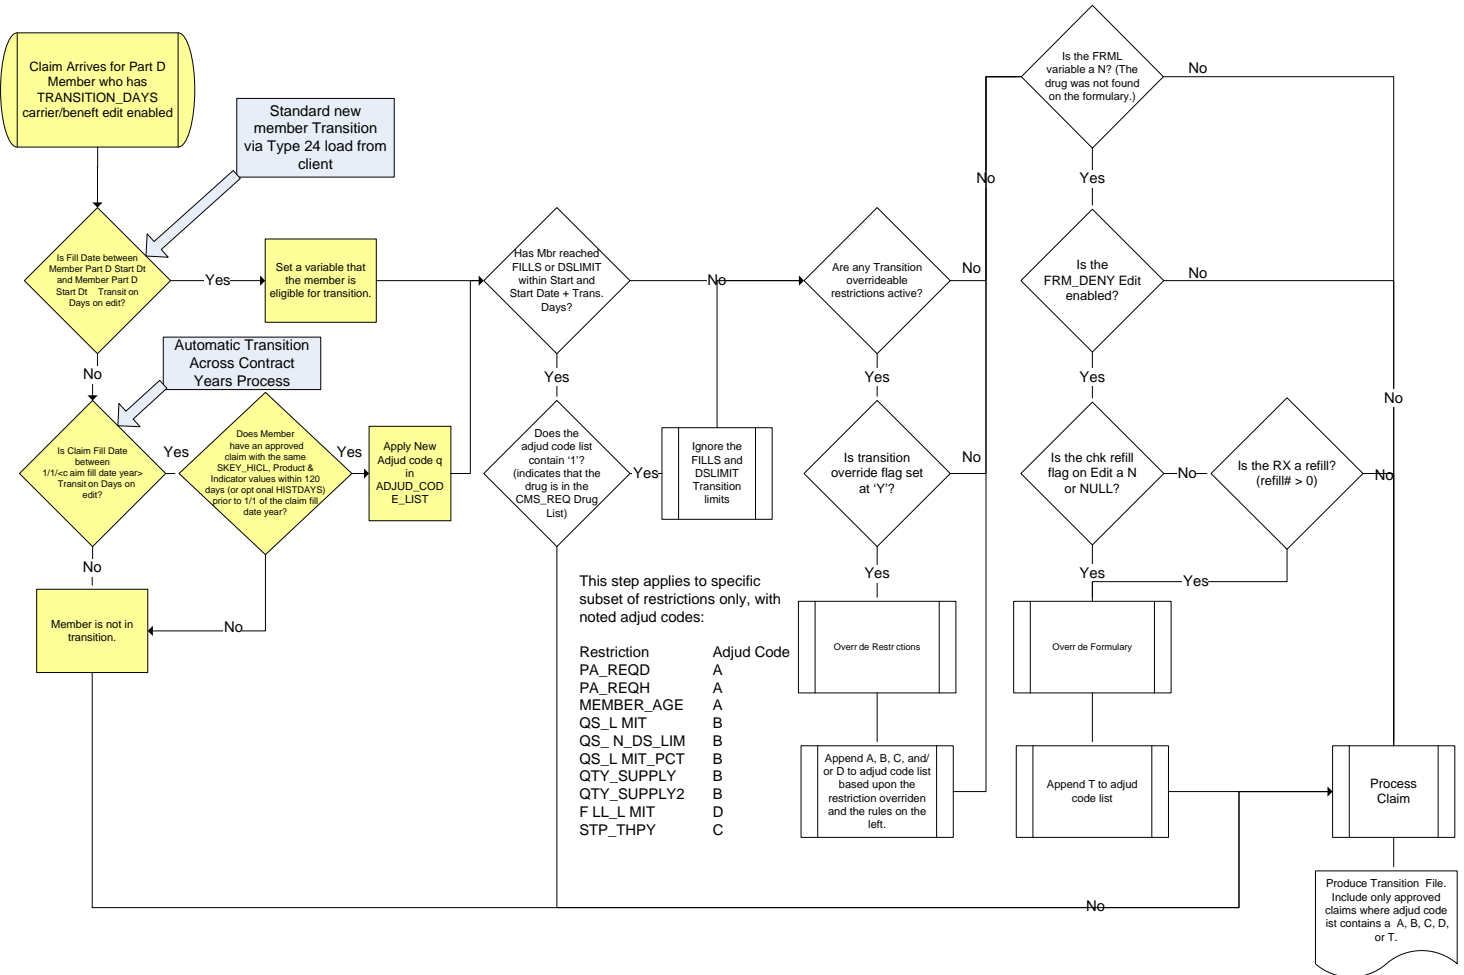 Claim Arrives for Part D
Member who has
TRANSITION_DAYS
carrier/beneft edit enabled
Standard new
member Transition
via Type 24 load from
client
Is Fill Date between
Member Part D Start Dt
and Member Part D
Start Dt Transit on
Days on edit?
Yes
Set a variable that
the member is
eligible for transition.
No
Automatic Transition
Across Contract
Years Process
Is Claim Fill Date
between
1/1/<c aim fill date year>
Transit on Days on
edit?
Yes
Does Member
have an approved
claim with the same
SKEY_HICL, Product &
Indicator values within 120
days (or opt onal HISTDAYS)
prior to 1/1 of the claim fill
date year?
Yes
Apply New
Adjud code q
in
ADJUD_COD
E_LIST
No
No
Member is not in
transition.
Has Mbr reached
FILLS or DSLIMIT
within Start and
Start Date + Trans.
Days?
No
Yes
Does the
adjud code list
contain ‘1’?
(indicates that the
drug is in the
CMS_REQ Drug
List)
Yes
Ignore the
FILLS and
DSLIMIT
Transition
limits
Are any Transition
overrideable
restrictions active?
No
Yes
Is transition
override flag set
at ‘Y’?
No
Yes
Overr de Restr ctions
Append A, B, C, and/
or D to adjud code list
based upon the
restriction overriden
and the rules on the
left.
This step applies to specific
subset of restrictions only, with
noted adjud codes:
Restriction Adjud Code
PA_REQD A
PA_REQH A
MEMBER_AGE A
QS_L MIT B
QS_ N_DS_LIM B
QS_L MIT_PCT B
QTY_SUPPLY B
QTY_SUPPLY2 B
F LL_L MIT D
STP_THPY C
No
Is the FRML
variable a N? (The
drug was not found
on the formulary.)
No
Yes
Is the
FRM_DENY Edit
enabled?
No
Yes
Is the chk refill
flag on Edit a N
or NULL?
No
Is the RX a refill?
(refill# > 0)
No
No
Yes
Yes
Overr de Formulary
Append T to adjud
code list
Process
Claim
No
Produce Transition File.
Include only approved
claims where adjud code
ist contains a A, B, C, D,
or T.